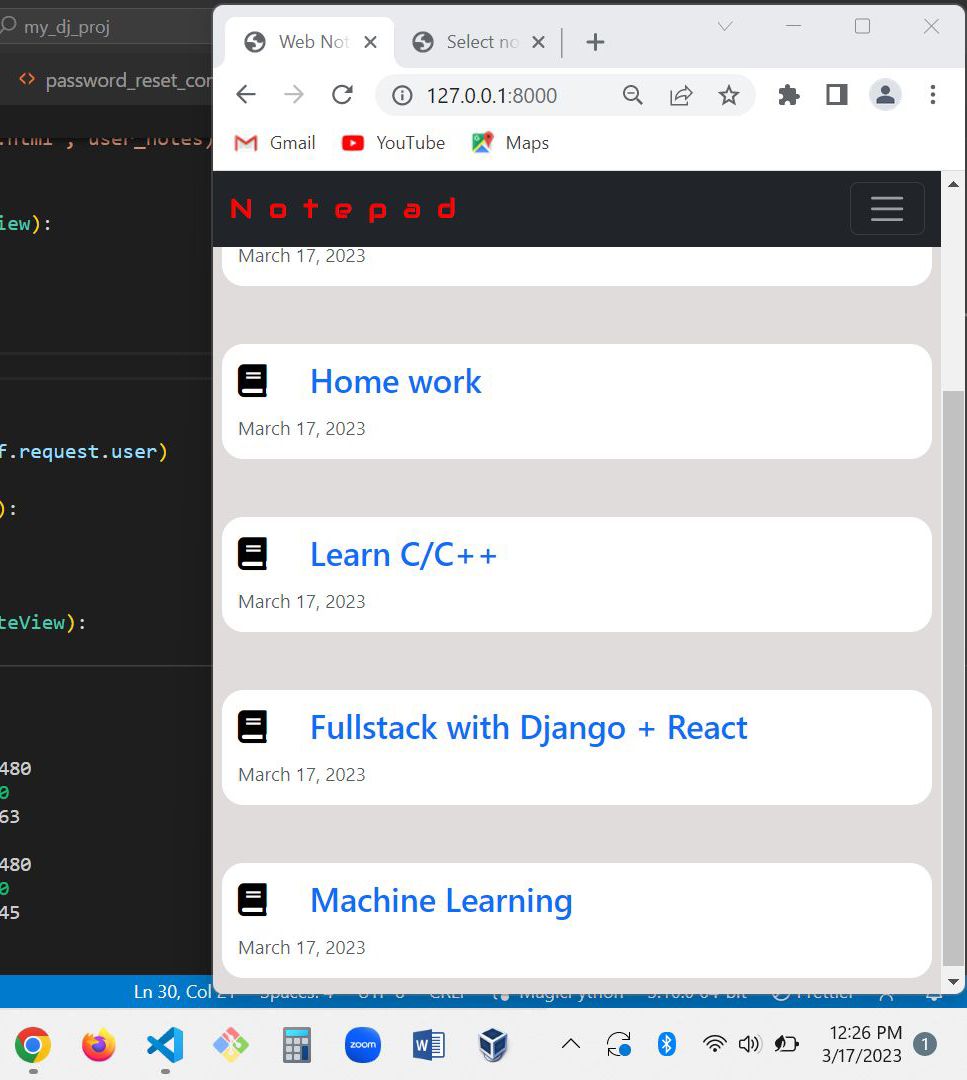 my_dj_proj
password_reset_con
.html', user_notes)
iew):
f.request.user)
):
teView):
480
0
63
480
0
45
Web Not
Select no
127.0.0.1:8000
Gmail
YouTube
Maps
Notepad
March 17, 2023
Home work
March 17, 2023
Learn C/C++
March 17, 2023
Fullstack with Django + React
March 17, 2023
Machine Learning
March 17, 2023
Ln 30, Col 21 Spaces: 4 UTF-8 CRLF MagicPython 3.10.0 64-bit Prettier
zoom
W
12:26 PM
3/17/2023
1